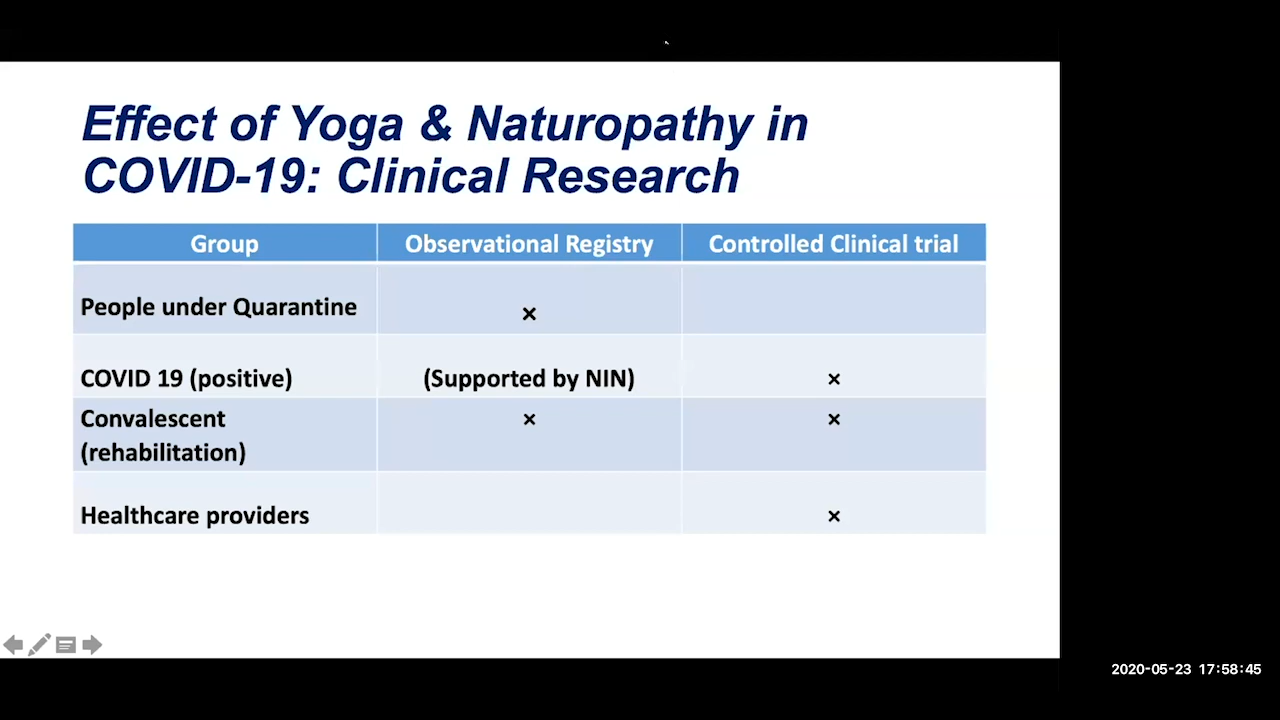 Effect of Yoga & Naturopathy in
COVID-19: Clinical Research
Group Observational Registry Controlled Clinical trial
People under Quarantine ×
COVID 19 (positive) (Supported by NIN) ×
Convalescent × ×
(rehabilitation)
Healthcare providers ×
2020-05-23 17:58:45